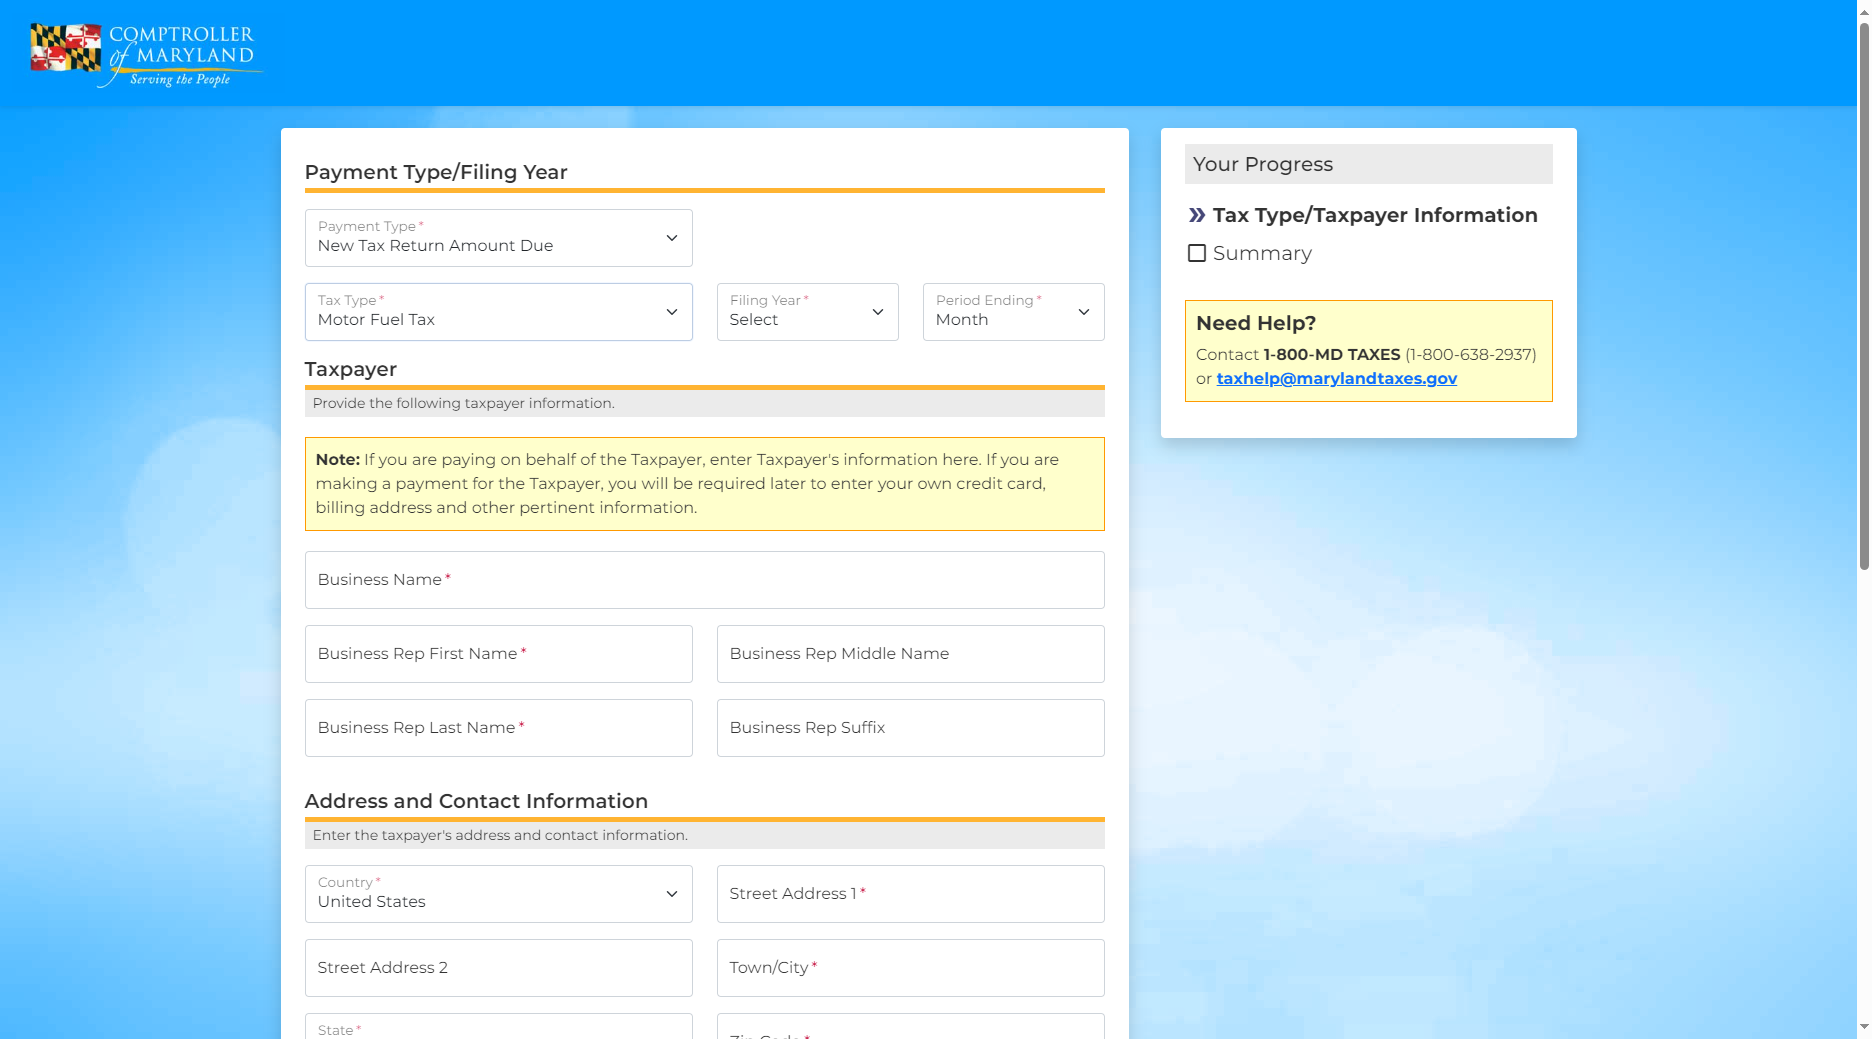 COMPTROLLER
of MARYLAND
Serving the People
Payment Type/Filing Year
Payment Type *
New Tax Return Amount Due
Tax Type *
Motor Fuel Tax
Filing Year *
Select
Period Ending *
Month
Taxpayer
Provide the following taxpayer information.
Note: If you are paying on behalf of the Taxpayer, enter Taxpayer's information here. If you are
making a payment for the Taxpayer, you will be required later to enter your own credit card,
billing address and other pertinent information.
Business Name *
Business Rep First Name *
Business Rep Middle Name
Business Rep Last Name *
Business Rep Suffix
Address and Contact Information
Enter the taxpayer's address and contact information.
Country *
United States
Street Address 1 *
Street Address 2
Town/City *
State *
Zip Code *
Your Progress
» Tax Type/Taxpayer Information
Summary
Need Help?
Contact 1-800-MD TAXES (1-800-638-2937)
or taxhelp@marylandtaxes.gov